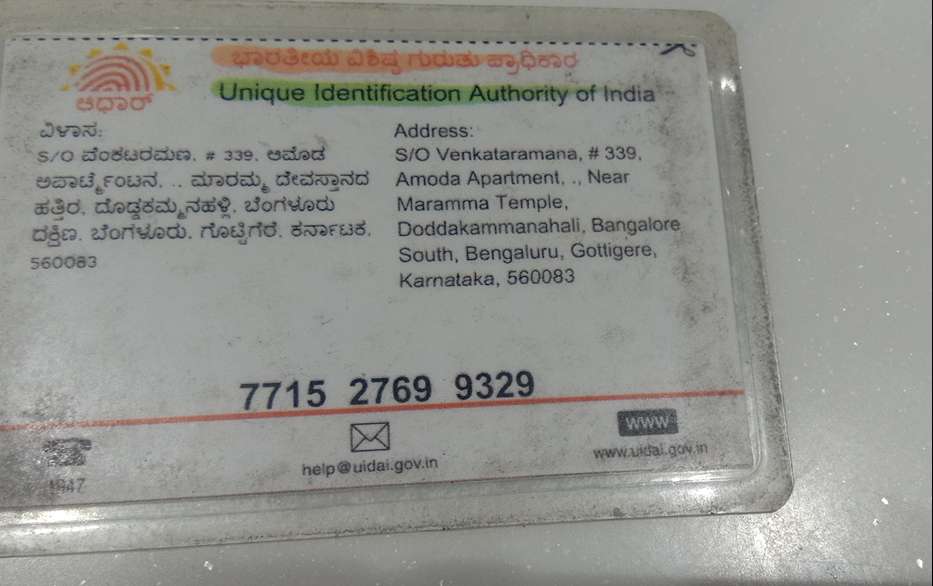 ಭಾರತೀಯ ವಿಶಿಷ್ಟ ಗುರುತು ಪ್ರಾಧಿಕಾರ
Unique Identification Authority of India
ಆಧಾರ್
ವಿಳಾಸ:
S/O ವೆಂಕಟರಮಣ, # 339, ಆಮೊಡ
ಅಪಾರ್ಟ್ಮೆಂಟನ, ., ಮಾರಮ್ಮ ದೇವಸ್ತಾನದ
ಹತ್ತಿರ, ದೊಡ್ಡಕಮ್ಮನಹಳ್ಳಿ, ಬೆಂಗಳೂರು
ದಕ್ಷಿಣ, ಬೆಂಗಳೂರು, ಗೊಟ್ಟಿಗೆರೆ, ಕರ್ನಾಟಕ,
560083
Address:
S/O Venkataramana, # 339,
Amoda Apartment, ., Near
Maramma Temple,
Doddakammanahali, Bangalore
South, Bengaluru, Gottigere,
Karnataka, 560083
7715 2769 9329
1947
help@uidai.gov.in
www
www.uidai.gov.in